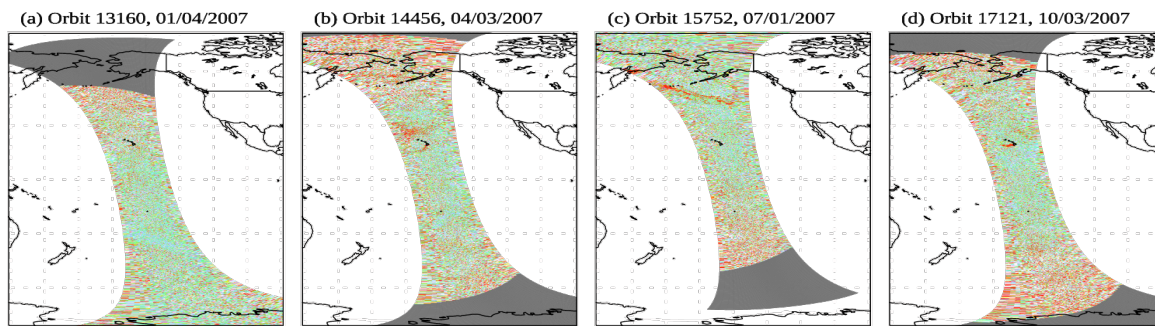 (a) Orbit 13160, 01/04/2007
(b) Orbit 14456, 04/03/2007
(c) Orbit 15752, 07/01/2007
(d) Orbit 17121, 10/03/2007